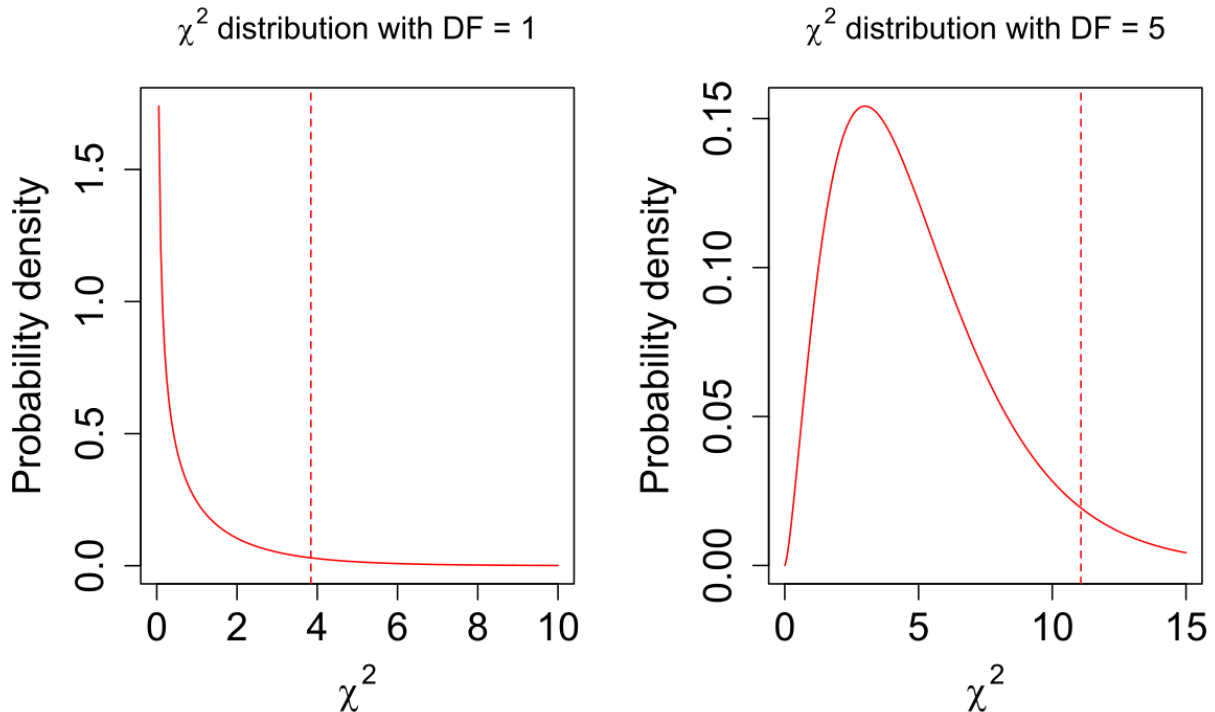 χ² distribution with DF = 1
Probability density
0.0 0.5 1.0 1.5
0 2 4 6 8 10
χ²
χ² distribution with DF = 5
Probability density
0.00 0.05 0.10 0.15
0 5 10 15
χ²